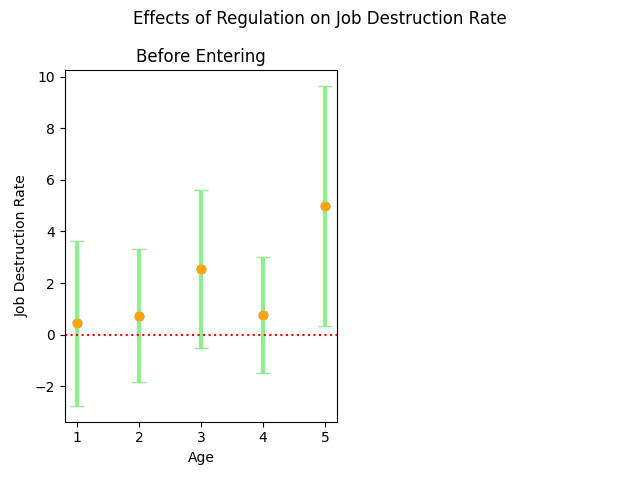 Effects of Regulation on Job Destruction Rate
Before Entering
10
8
6
4
2
0
−2
Job Destruction Rate
1 2 3 4 5
Age